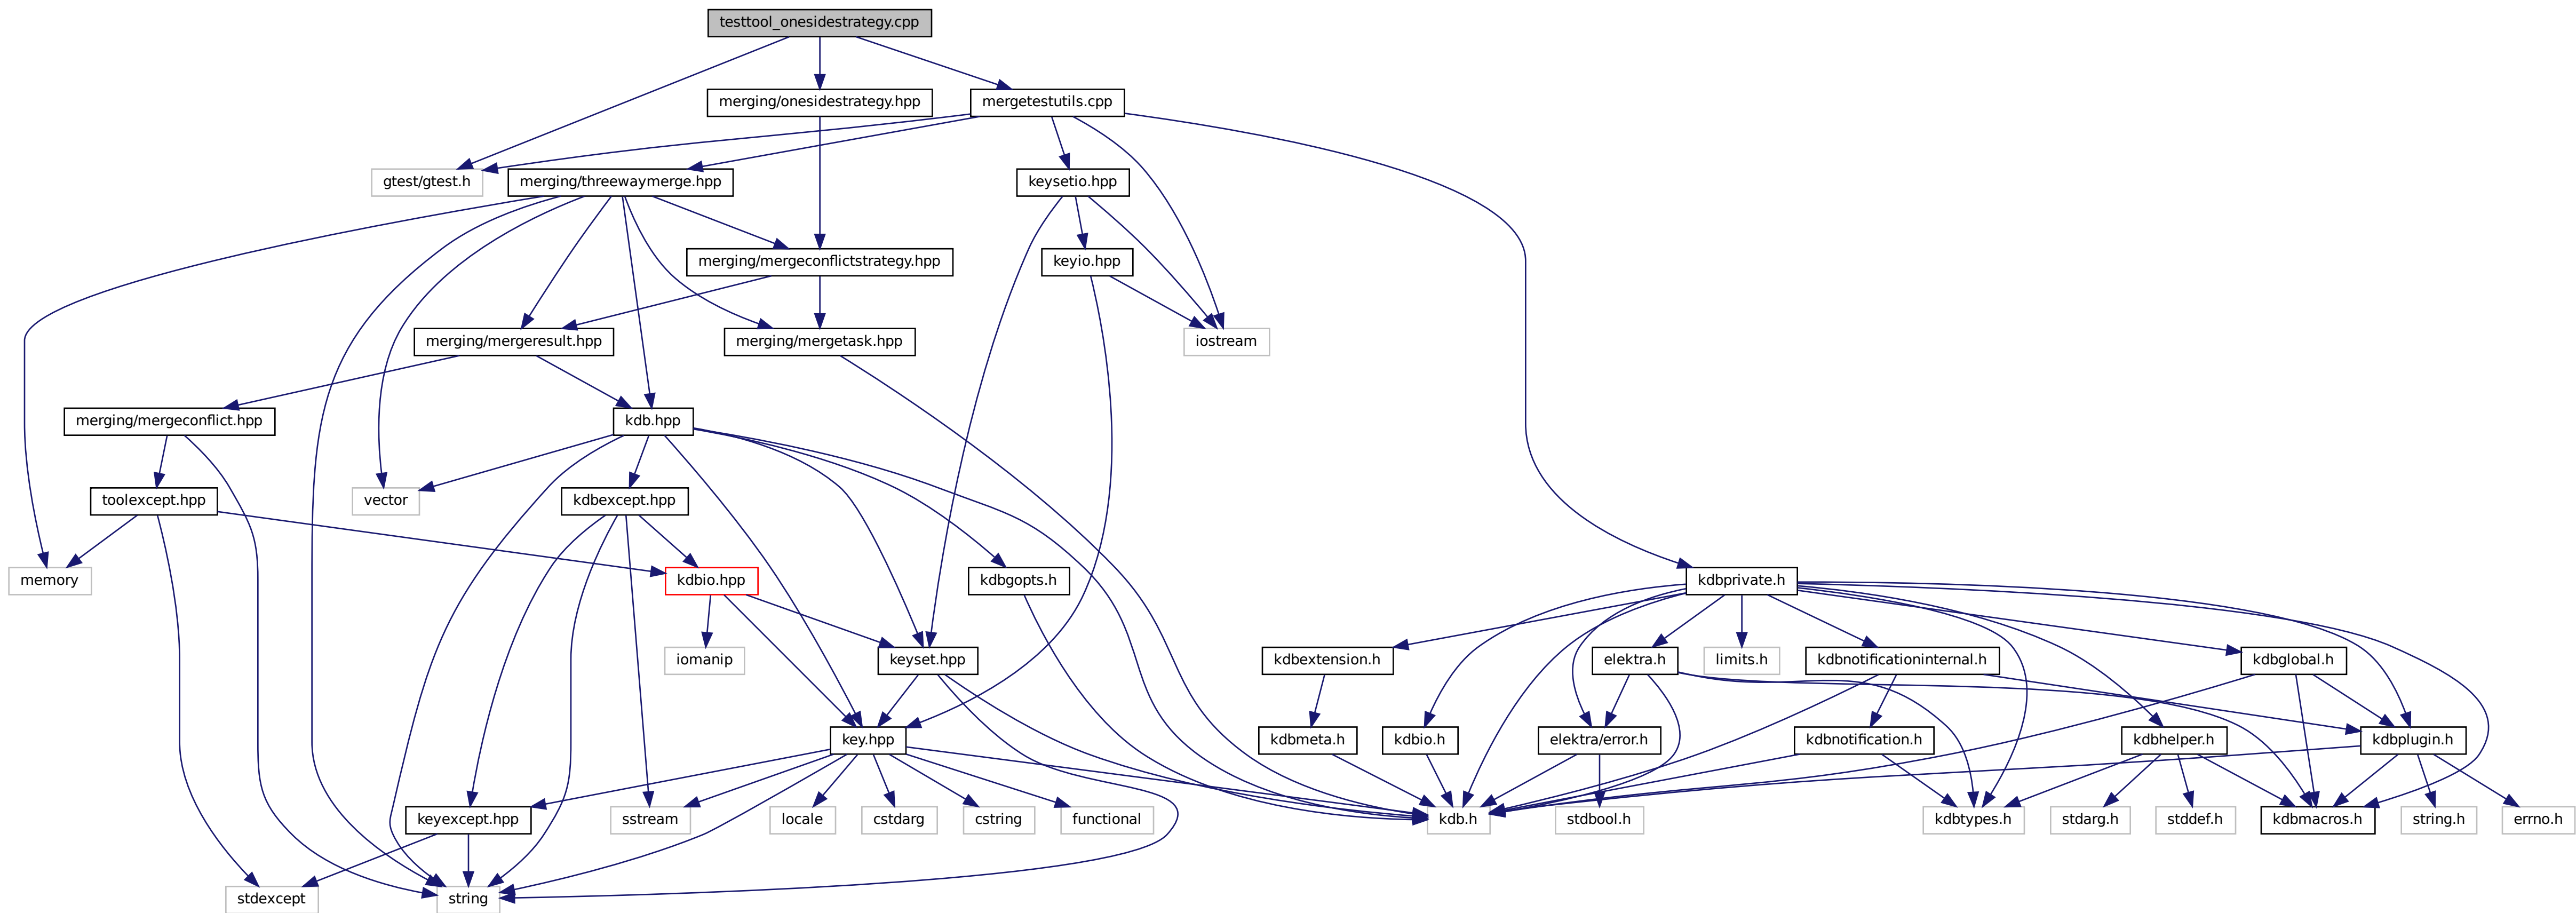 testtool_onesidestrategy.cpp
merging/onesidestrategy.hpp
mergetestutils.cpp
gtest/gtest.h
merging/threewaymerge.hpp
keysetio.hpp
merging/mergeconflictstrategy.hpp
keyio.hpp
merging/mergeresult.hpp
merging/mergetask.hpp
iostream
merging/mergeconflict.hpp
kdb.hpp
toolexcept.hpp
vector
kdbexcept.hpp
memory
kdbio.hpp
kdbgopts.h
kdbprivate.h
iomanip
keyset.hpp
kdbextension.h
elektra.h
limits.h
kdbnotificationinternal.h
kdbglobal.h
key.hpp
kdbmeta.h
kdbio.h
elektra/error.h
kdbnotification.h
kdbhelper.h
kdbplugin.h
keyexcept.hpp
sstream
locale
cstdarg
cstring
functional
kdb.h
stdbool.h
kdbtypes.h
stdarg.h
stddef.h
kdbmacros.h
string.h
errno.h
stdexcept
string